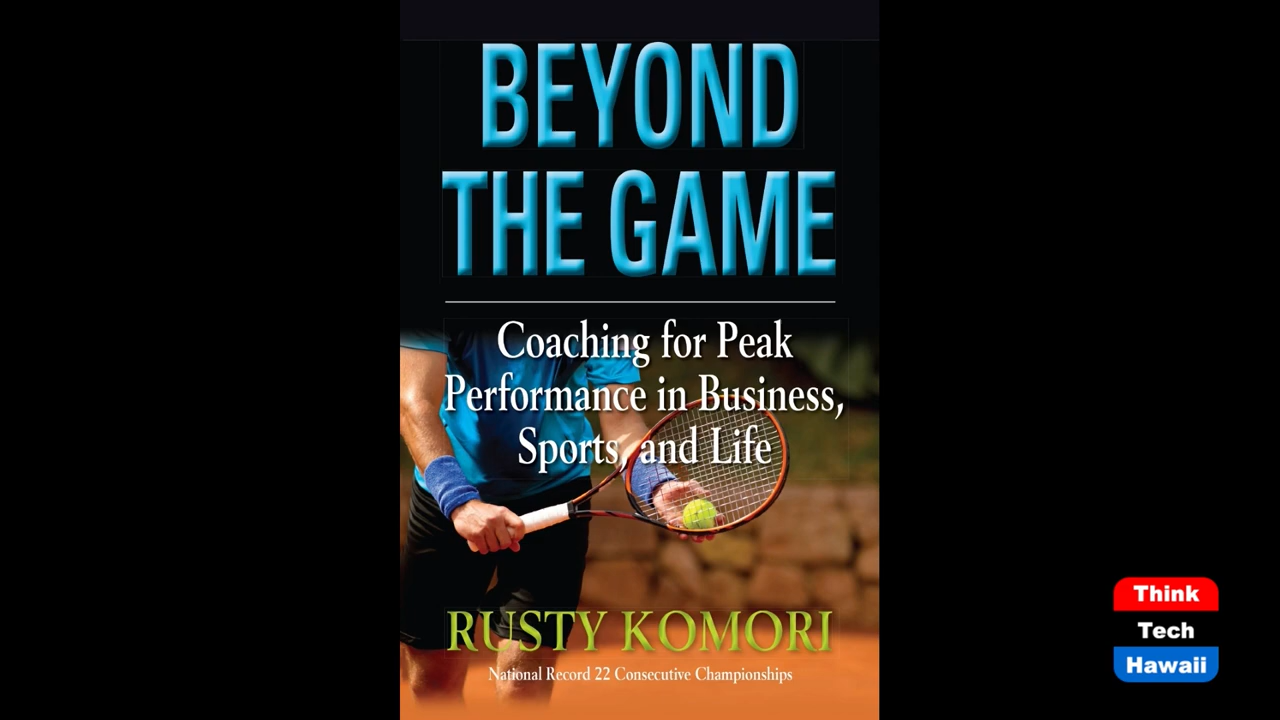 BEYOND
THE GAME
Coaching for Peak
Performance in Business,
Sports, and Life
RUSTY KOMORI
National Record 22 Consecutive Championships
Think
Tech
Hawaii